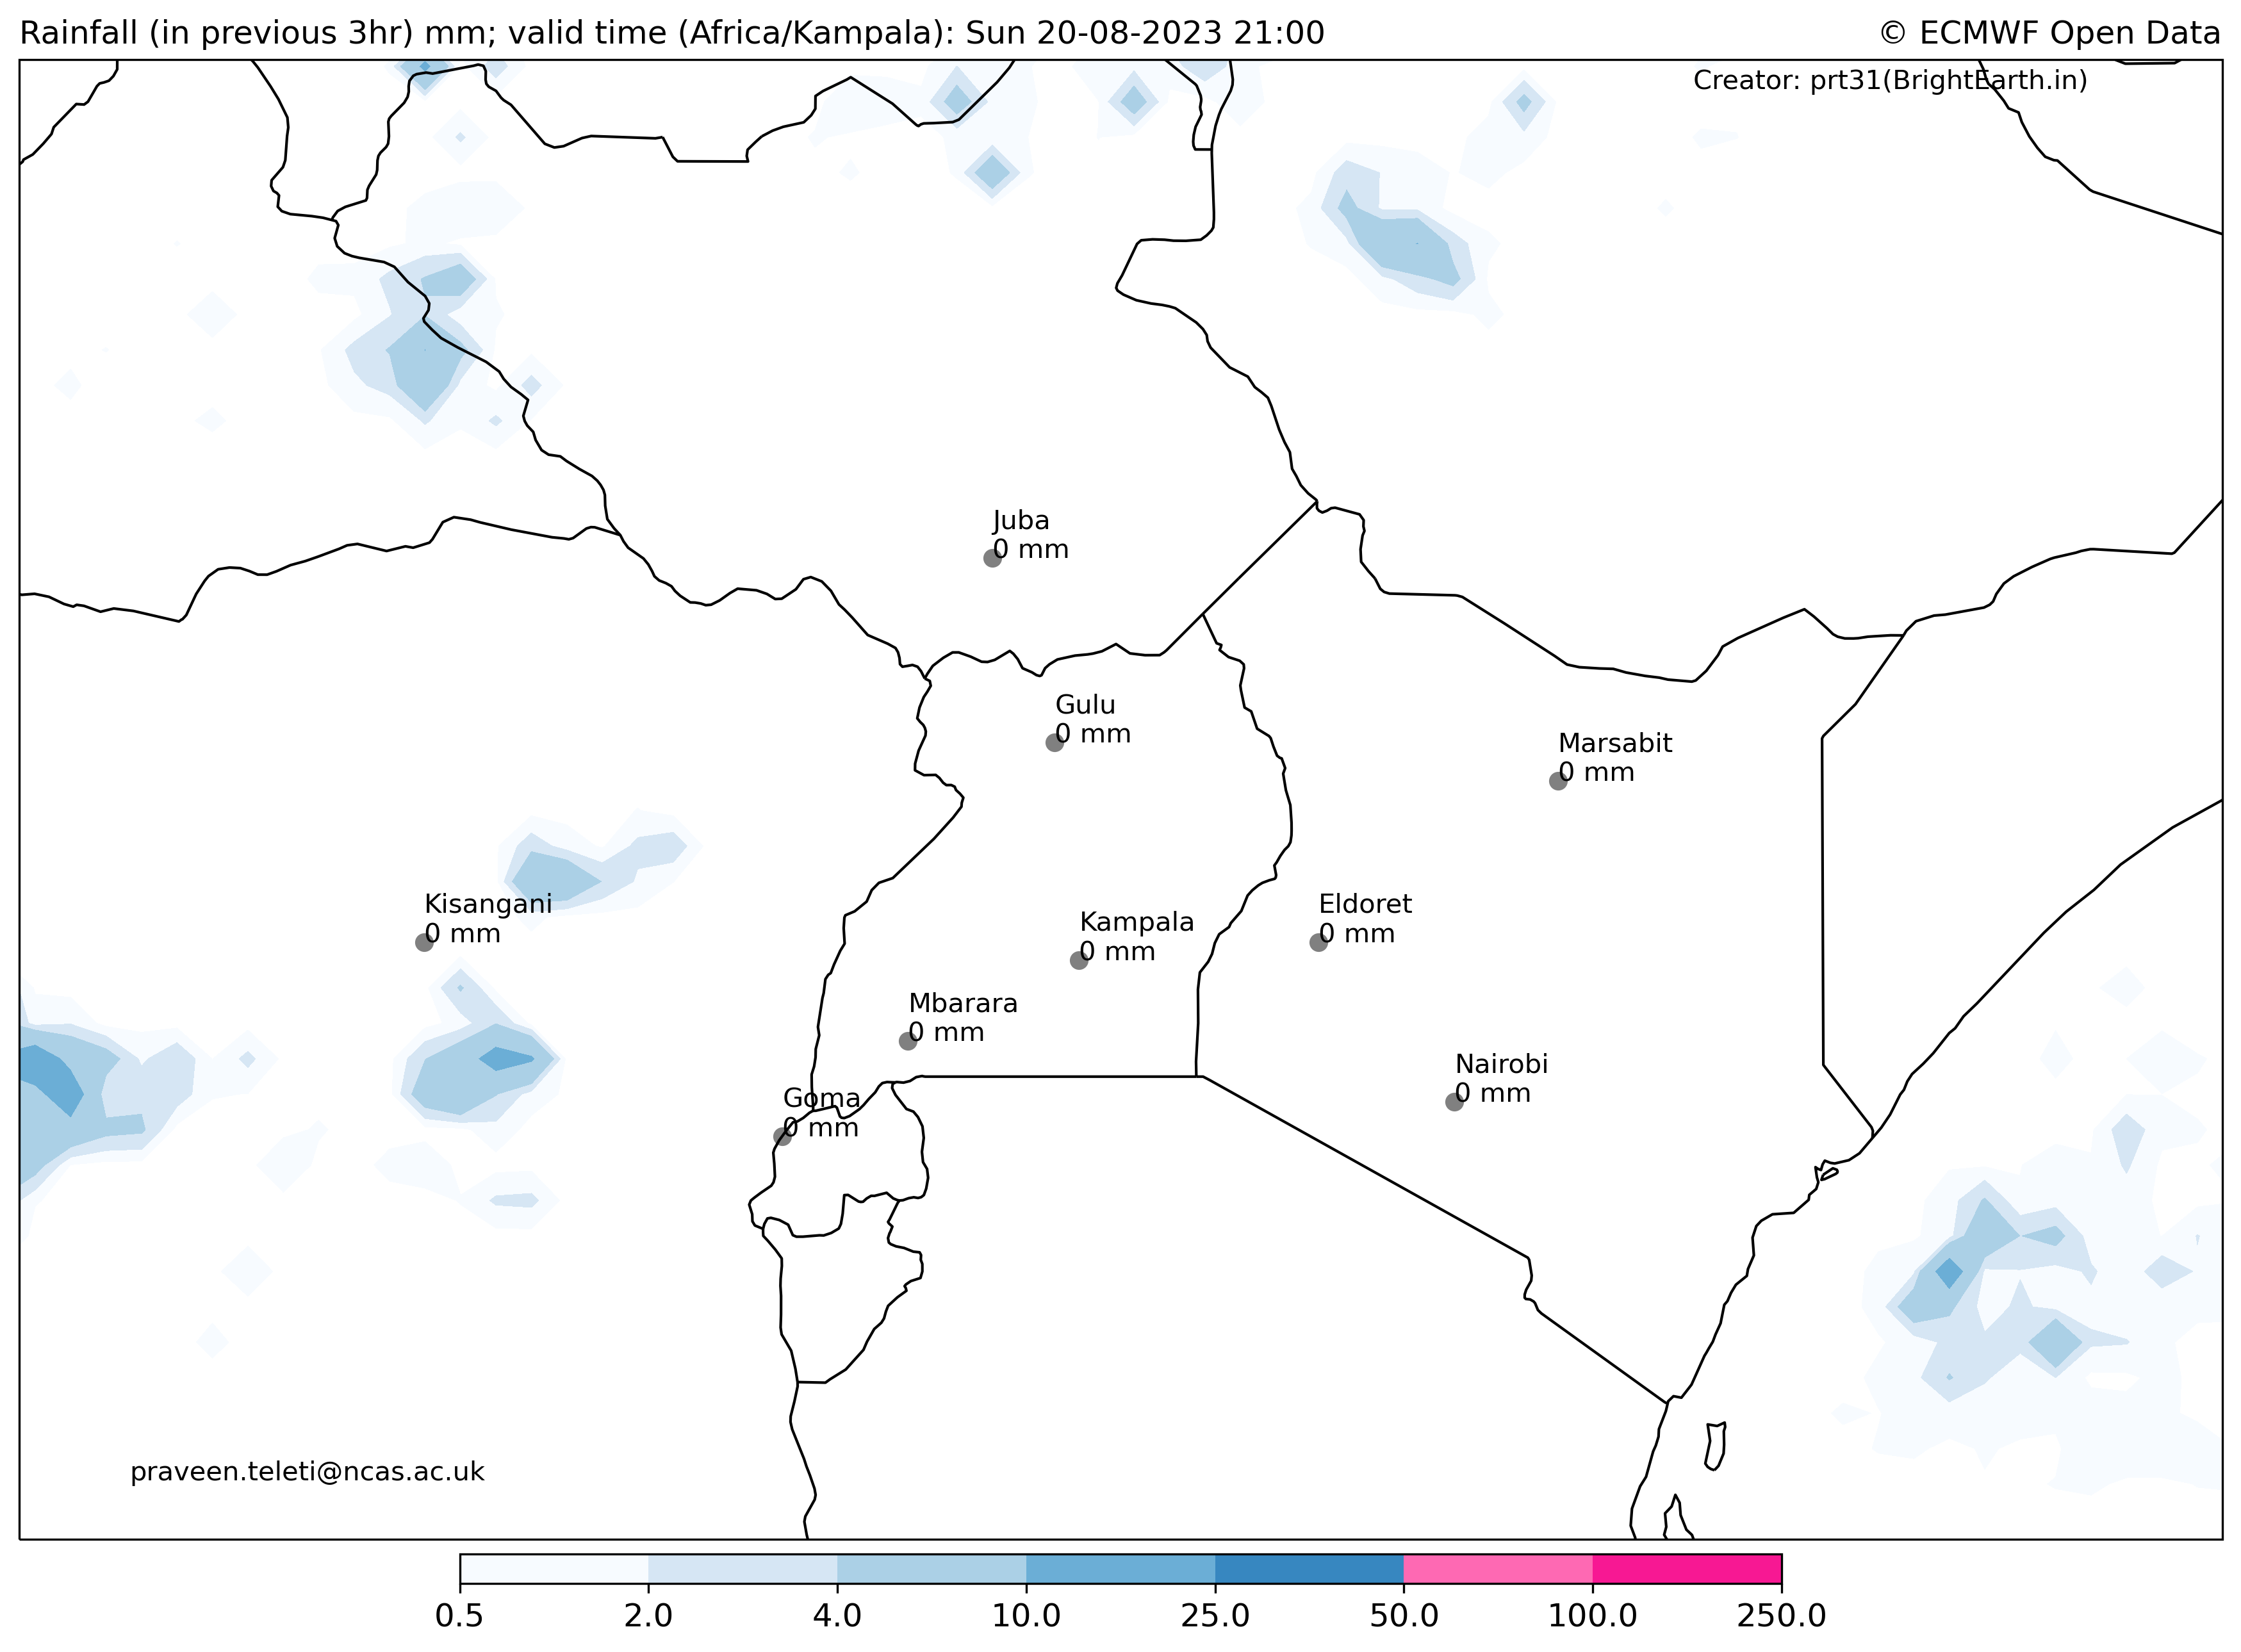 Rainfall (in previous 3hr) mm; valid time (Africa/Kampala): Sun 20-08-2023 21:00
© ECMWF Open Data
Creator: prt31(BrightEarth.in)
Juba
0 mm
Gulu
0 mm
Marsabit
0 mm
Kisangani
0 mm
Kampala
0 mm
Eldoret
0 mm
Mbarara
0 mm
Nairobi
0 mm
Goma
0 mm
praveen.teleti@ncas.ac.uk
0.5 2.0 4.0 10.0 25.0 50.0 100.0 250.0